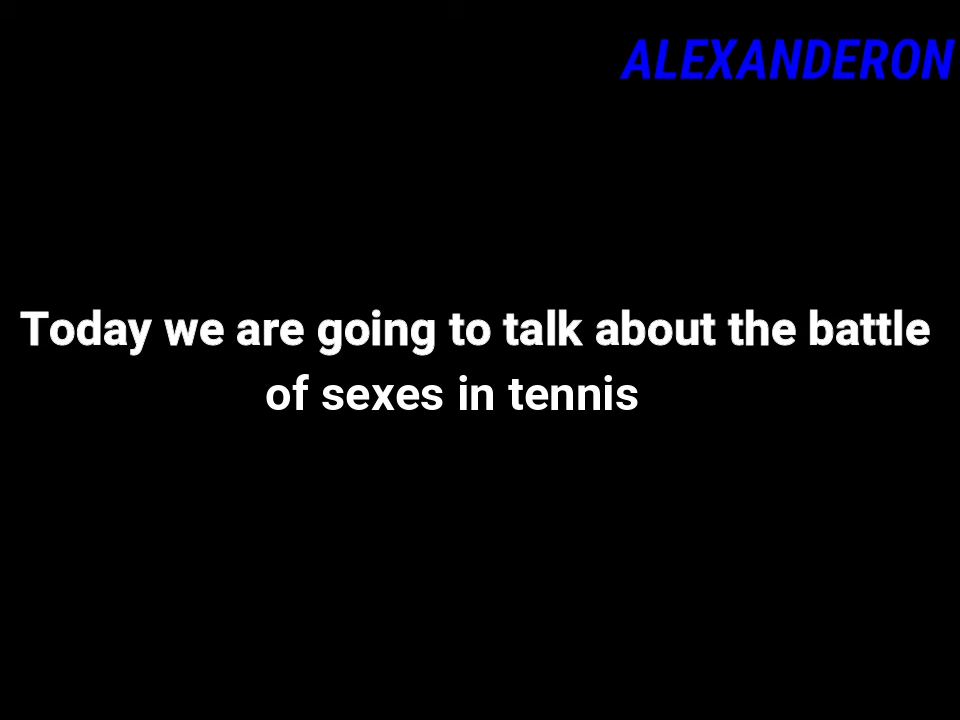 ALEXANDERON
Today we are going to talk about the battle
of sexes in tennis